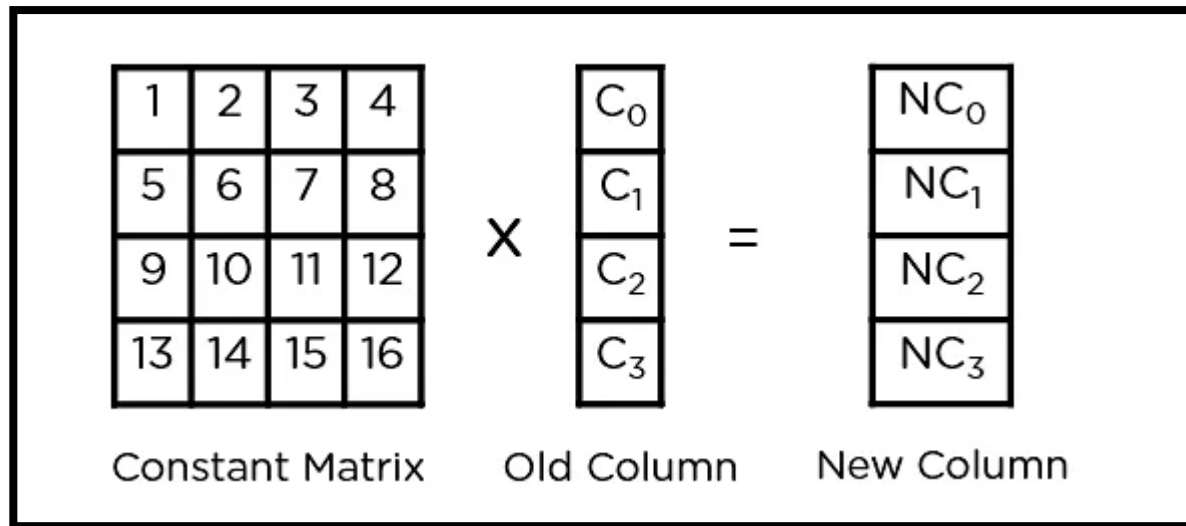 1 2 3 4 C₀ NC₀
5 6 7 8 C₁ NC₁
X =
9 10 11 12 C₂ NC₂
13 14 15 16 C₃ NC₃
Constant Matrix Old Column New Column